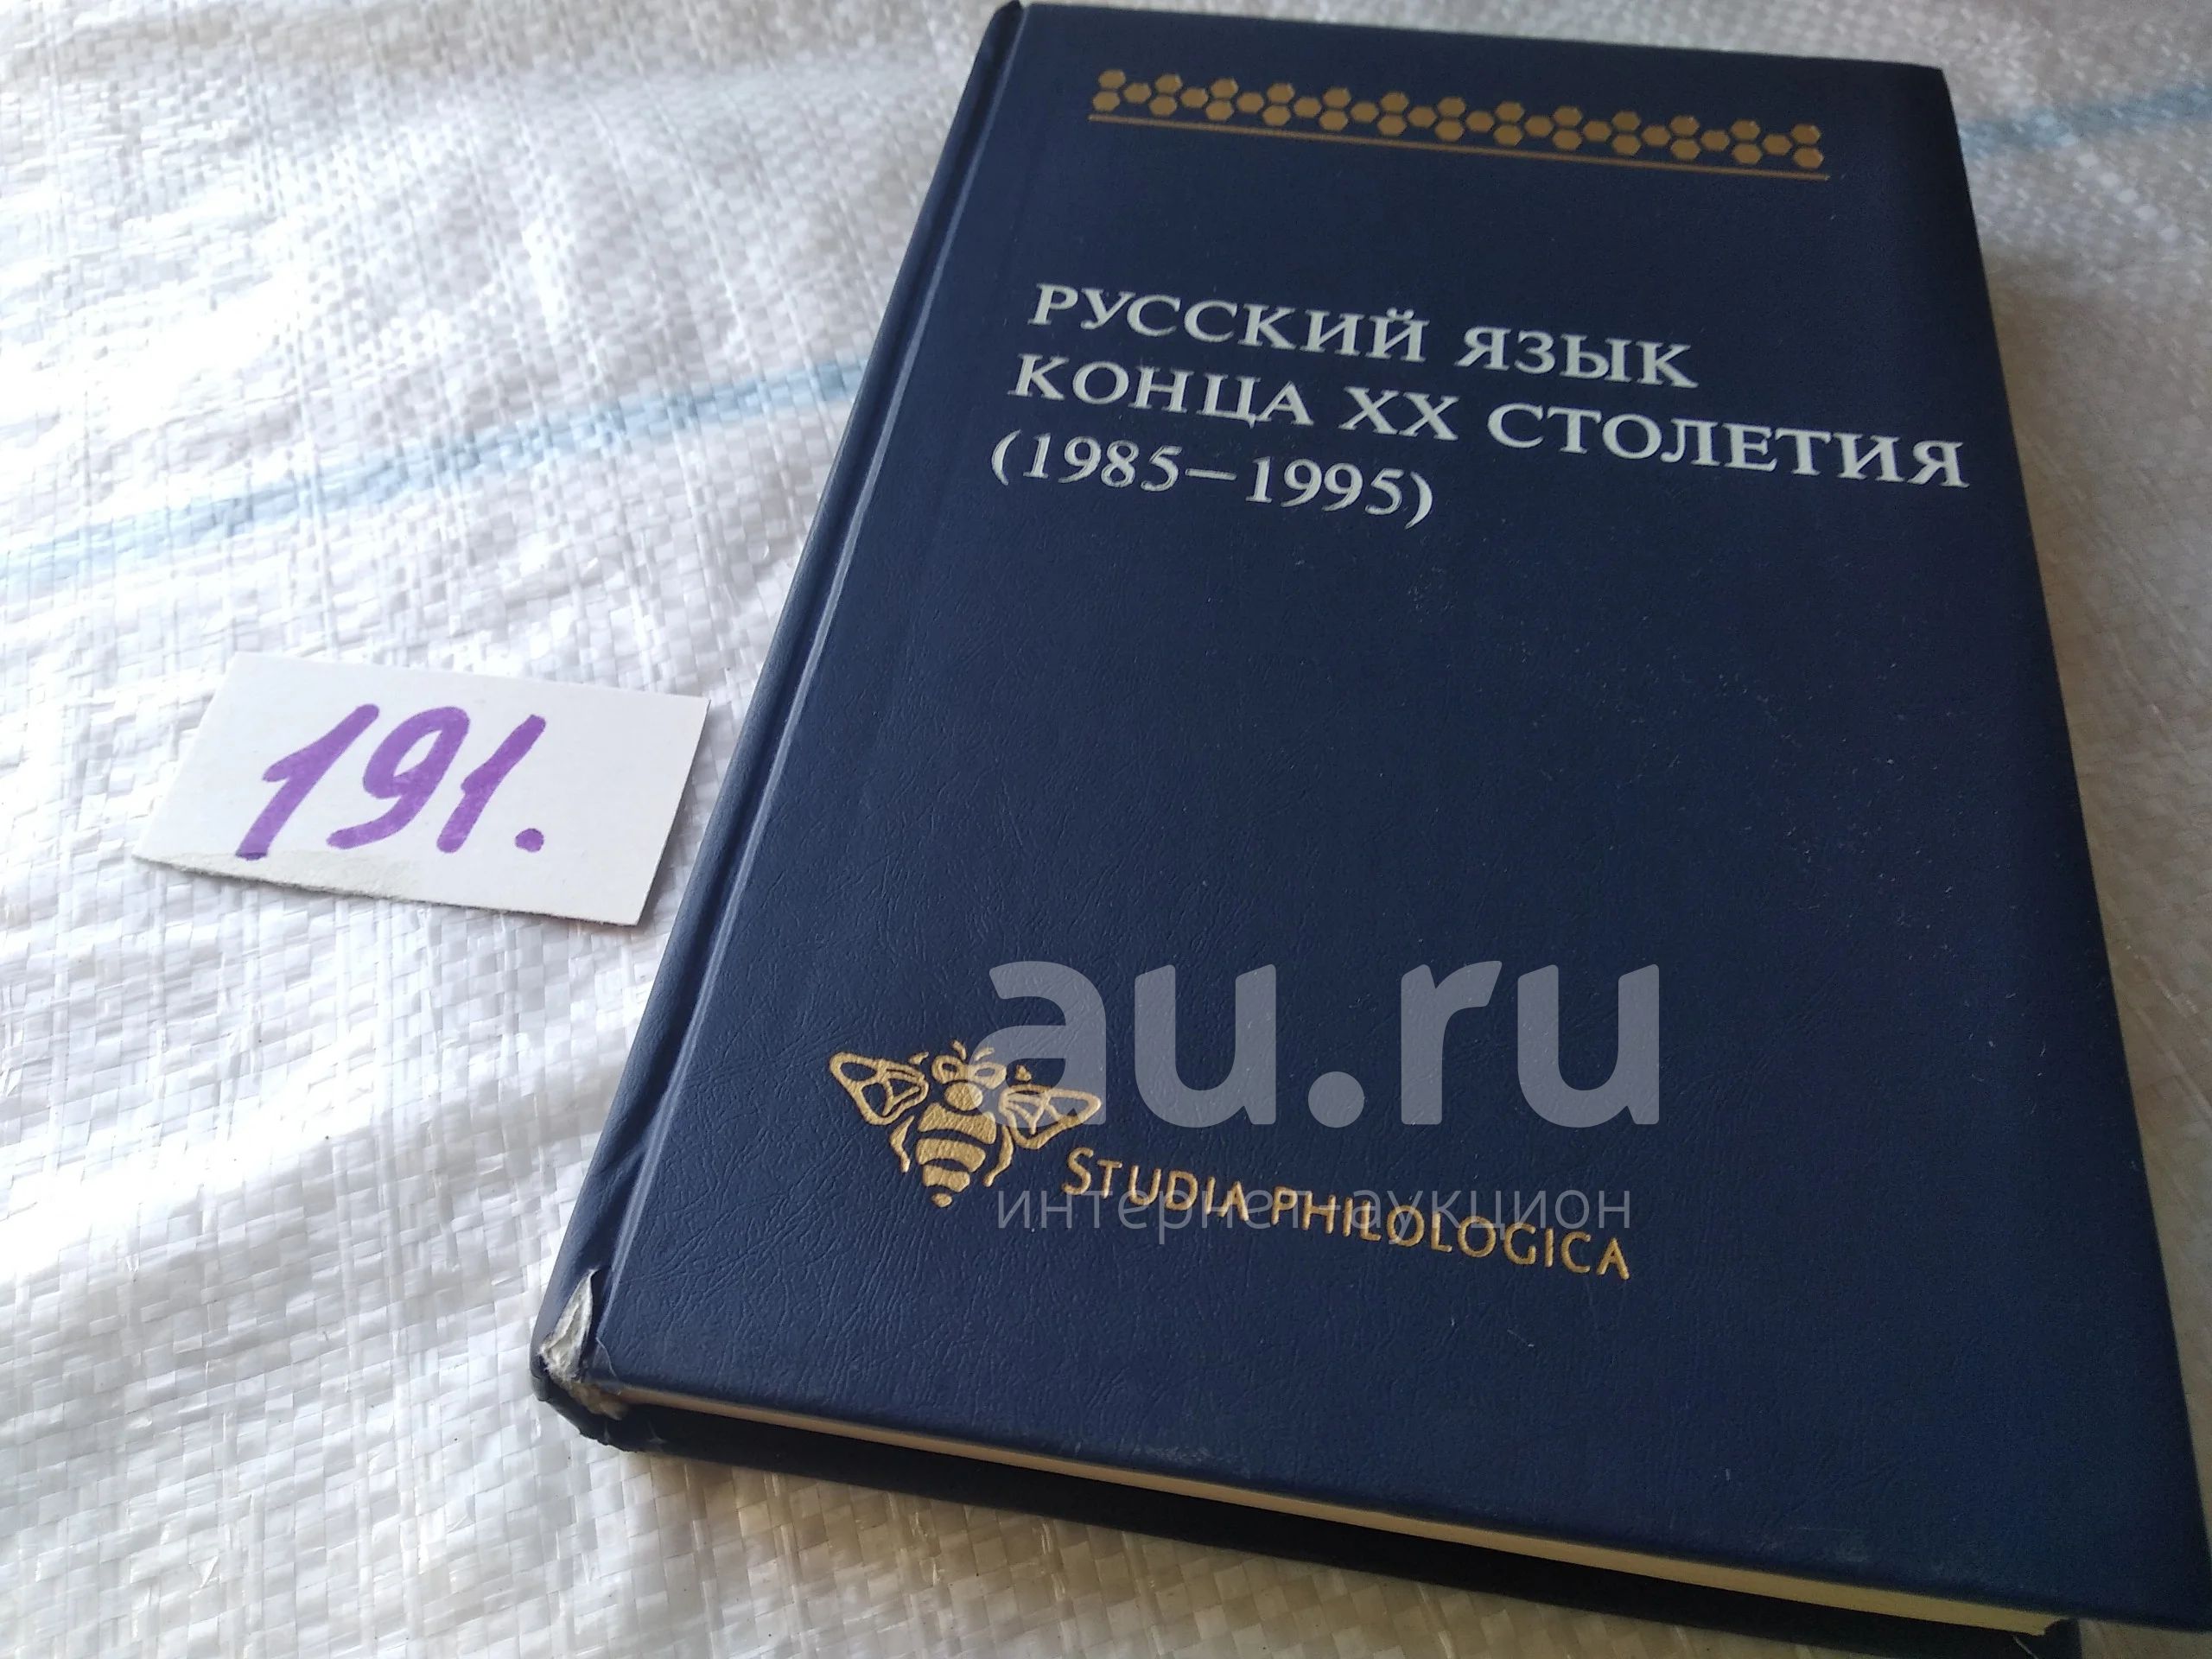 РУССКИЙ ЯЗЫК
КОНЦА XX СТОЛЕТИЯ
(1985—1995)
191.
au.ru
интернет-аукцион
STUDIA PHILOLOGICA